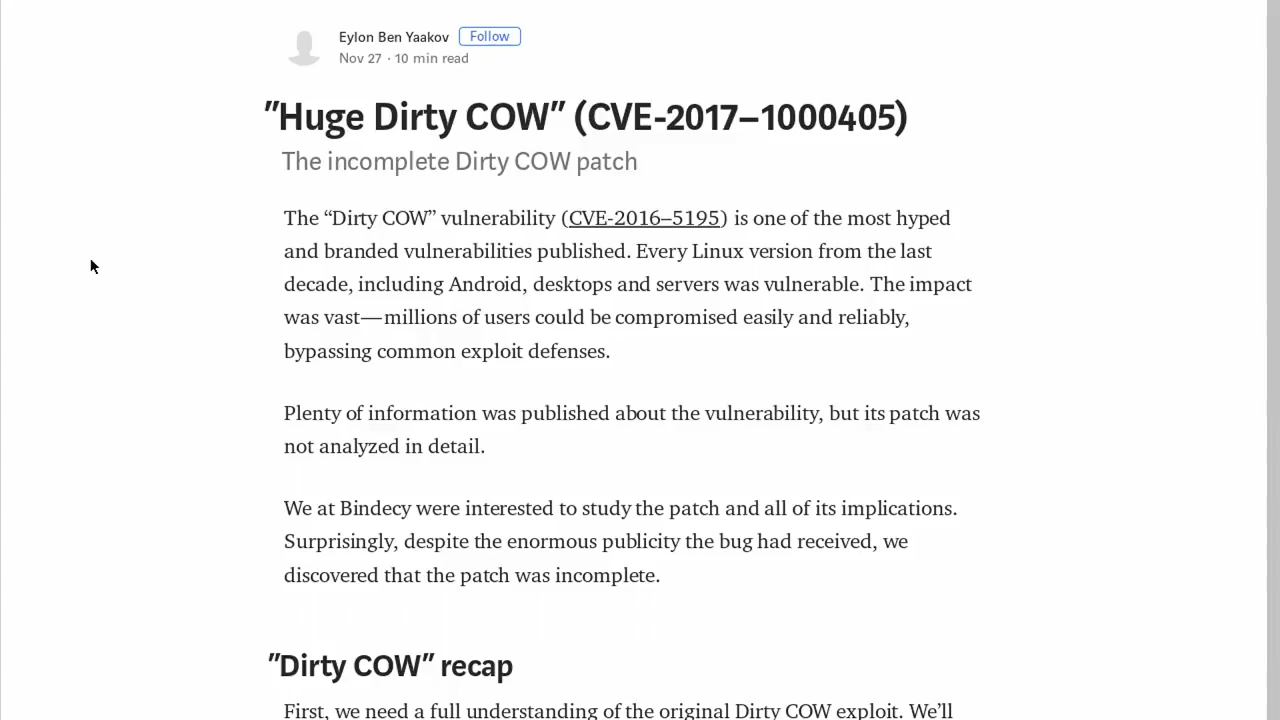 Eylon Ben Yaakov Follow
Nov 27 · 10 min read
"Huge Dirty COW" (CVE-2017–1000405)
The incomplete Dirty COW patch
The “Dirty COW” vulnerability (CVE-2016–5195) is one of the most hyped
and branded vulnerabilities published. Every Linux version from the last
decade, including Android, desktops and servers was vulnerable. The impact
was vast—millions of users could be compromised easily and reliably,
bypassing common exploit defenses.
Plenty of information was published about the vulnerability, but its patch was
not analyzed in detail.
We at Bindecy were interested to study the patch and all of its implications.
Surprisingly, despite the enormous publicity the bug had received, we
discovered that the patch was incomplete.
"Dirty COW" recap
First, we need a full understanding of the original Dirty COW exploit. We’ll